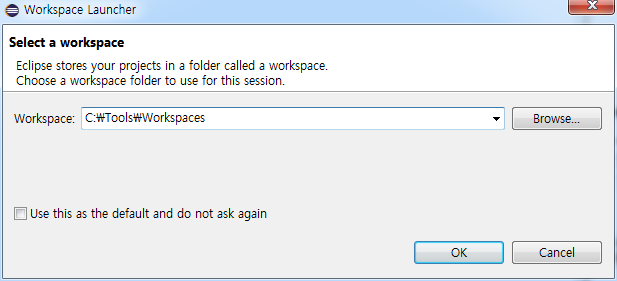 Workspace Launcher
Select a workspace
Eclipse stores your projects in a folder called a workspace.
Choose a workspace folder to use for this session.
Workspace: C:₩Tools₩Workspaces Browse...
Use this as the default and do not ask again
OK Cancel